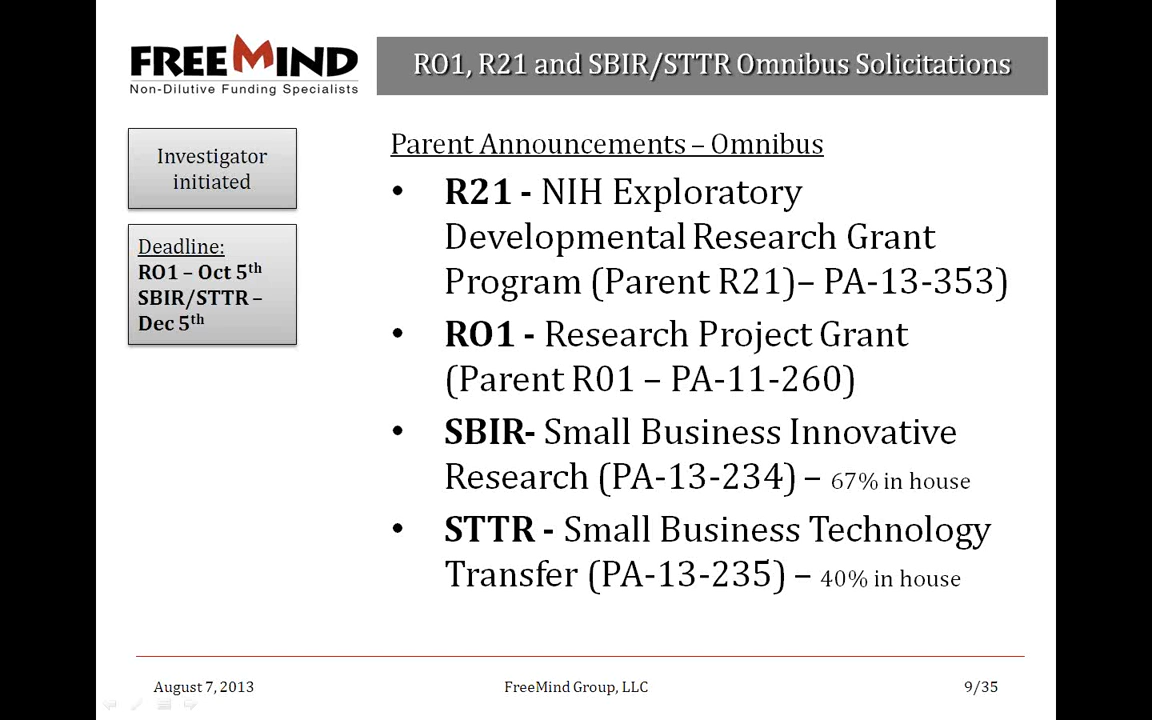 FREEMIND
Non-Dilutive Funding Specialists
RO1, R21 and SBIR/STTR Omnibus Solicitations
Investigator
initiated
Deadline:
RO1 – Oct 5th
SBIR/STTR –
Dec 5th
Parent Announcements – Omnibus
• R21 - NIH Exploratory
Developmental Research Grant
Program (Parent R21)– PA-13-353)
• RO1 - Research Project Grant
(Parent R01 – PA-11-260)
• SBIR- Small Business Innovative
Research (PA-13-234) – 67% in house
• STTR - Small Business Technology
Transfer (PA-13-235) – 40% in house
August 7, 2013
FreeMind Group, LLC
9/35